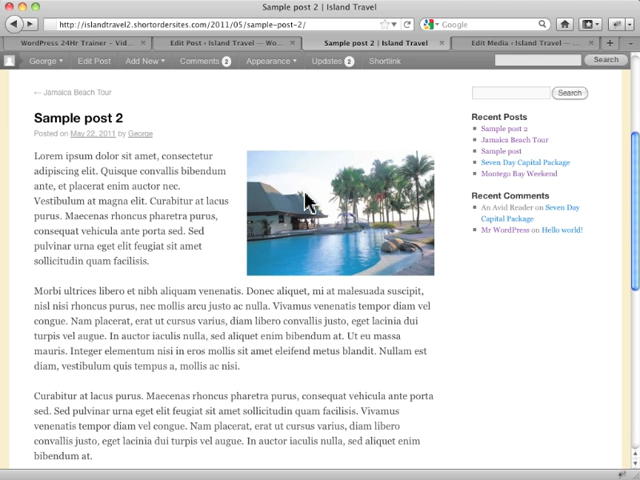 Sample post 2 | Island Travel
http://islandtravel2.shortordersites.com/2011/05/sample-post-2/
Google
WordPress 24Hr Trainer - Vid...
Edit Post ‹ Island Travel — Wo...
Sample post 2 | Island Travel
Edit Media ‹ Island Travel — ...
George
Edit Post
Add New
Comments 2
Appearance
Updates 2
Shortlink
Search
← Jamaica Beach Tour
Search
Sample post 2
Posted on May 22, 2011 by George
Lorem ipsum dolor sit amet, consectetur
adipiscing elit. Quisque convallis bibendum
ante, et placerat enim auctor nec.
Vestibulum at magna elit. Curabitur at lacus
purus. Maecenas rhoncus pharetra purus,
consequat vehicula ante porta sed. Sed
pulvinar urna eget elit feugiat sit amet
sollicitudin quam facilisis.
Morbi ultrices libero et nibh aliquam venenatis. Donec aliquet, mi at malesuada suscipit,
nisl nisi rhoncus purus, nec mollis arcu justo ac nulla. Vivamus venenatis tempor diam vel
congue. Nam placerat, erat ut cursus varius, diam libero convallis justo, eget lacinia dui
turpis vel augue. In auctor iaculis nulla, sed aliquet enim bibendum at. Ut eu massa
mauris. Integer elementum nisi in eros mollis sit amet eleifend metus blandit. Nullam est
diam, vestibulum quis tempus a, mollis ac nisi.
Curabitur at lacus purus. Maecenas rhoncus pharetra purus, consequat vehicula ante porta
sed. Sed pulvinar urna eget elit feugiat sit amet sollicitudin quam facilisis. Vivamus
venenatis tempor diam vel congue. Nam placerat, erat ut cursus varius, diam libero
convallis justo, eget lacinia dui turpis vel augue. In auctor iaculis nulla, sed aliquet enim
bibendum at.
Recent Posts
Sample post 2
Jamaica Beach Tour
Sample post
Seven Day Capital Package
Montego Bay Weekend
Recent Comments
An Avid Reader on Seven Day
Capital Package
Mr WordPress on Hello world!